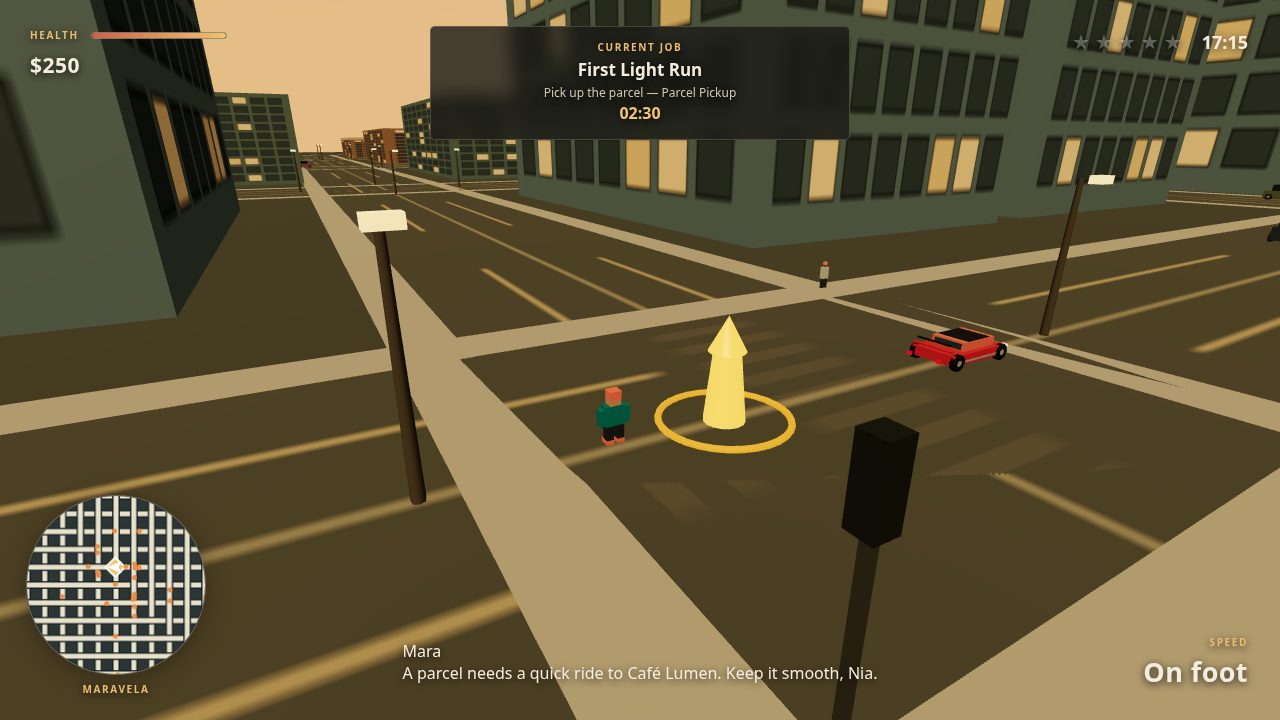 HEALTH
$250
CURRENT JOB
First Light Run
Pick up the parcel — Parcel Pickup
02:30
17:15
MARAVELA
Mara
A parcel needs a quick ride to Café Lumen. Keep it smooth, Nia.
SPEED
On foot